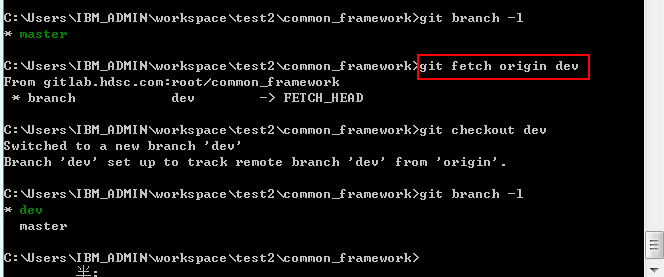 C:\Users\IBM_ADMIN\workspace\test2\common_framework>git branch -l
* master
C:\Users\IBM_ADMIN\workspace\test2\common_framework>git fetch origin dev
From gitlab.hdsc.com:root/common_framework
 * branch            dev        -> FETCH_HEAD
C:\Users\IBM_ADMIN\workspace\test2\common_framework>git checkout dev
Switched to a new branch 'dev'
Branch 'dev' set up to track remote branch 'dev' from 'origin'.
C:\Users\IBM_ADMIN\workspace\test2\common_framework>git branch -l
* dev
  master
C:\Users\IBM_ADMIN\workspace\test2\common_framework>
半: